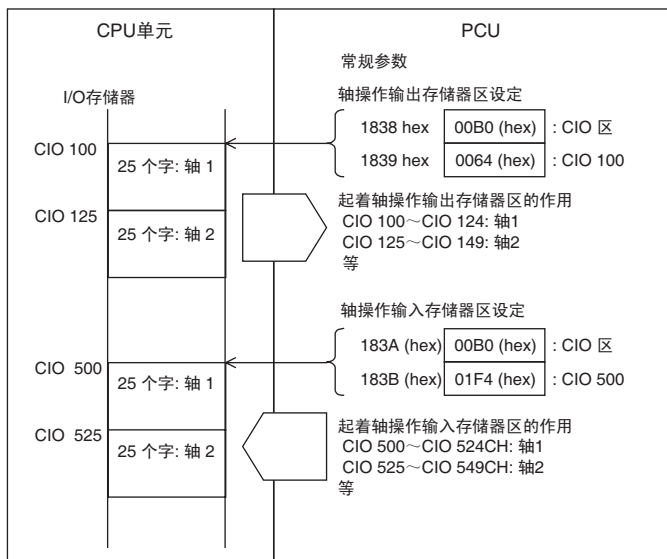 CPU单元
PCU
常规参数
I/O存储器
轴操作输出存储器区设定
1838 hex 00B0 (hex) : CIO 区
CIO 100
1839 hex 0064 (hex) : CIO 100
25 个字: 轴 1
起着轴操作输出存储器区的作用
CIO 125
CIO 100～CIO 124: 轴1
25 个字: 轴 2
CIO 125～CIO 149: 轴2
等
轴操作输入存储器区设定
183A (hex) 00B0 (hex) : CIO 区
CIO 500
183B (hex) 01F4 (hex) : CIO 500
25 个字: 轴 1
起着轴操作输入存储器区的作用
CIO 525
CIO 500～CIO 524CH: 轴1
25 个字: 轴 2
CIO 525～CIO 549CH: 轴2
等